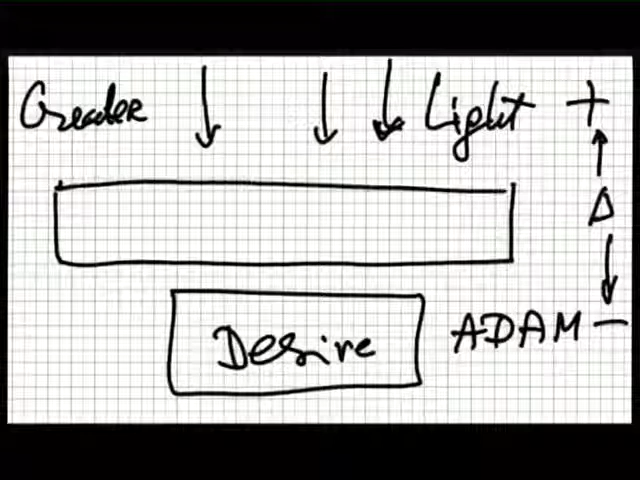 Creator Light +
Δ
Desire ADAM −